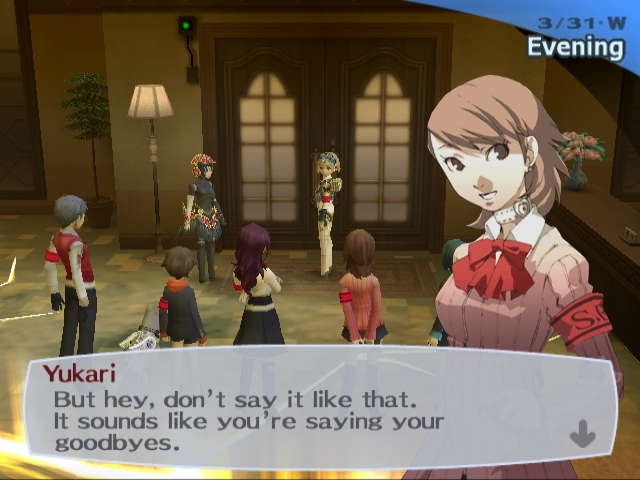 3/31・W
Evening
S.
Yukari
But hey, don't say it like that.
It sounds like you're saying your
goodbyes.